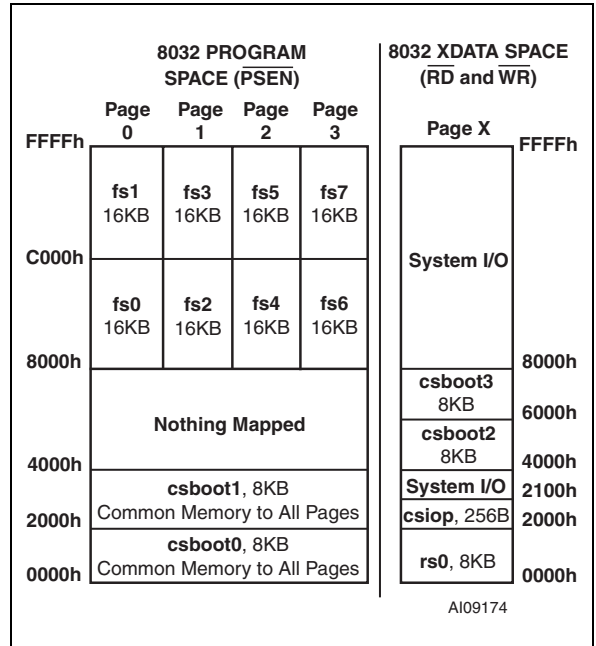 8032 PROGRAM
SPACE (PSEN)
Page 0
Page 1
Page 2
Page 3
FFFFh
fs1
16KB
fs3
16KB
fs5
16KB
fs7
16KB
C000h
fs0
16KB
fs2
16KB
fs4
16KB
fs6
16KB
8000h
Nothing Mapped
4000h
csboot1, 8KB
Common Memory to All Pages
2000h
csboot0, 8KB
Common Memory to All Pages
0000h
8032 XDATA SPACE
(RD and WR)
Page X
FFFFh
System I/O
8000h
csboot3
8KB
6000h
csboot2
8KB
4000h
System I/O
2100h
csiop, 256B
2000h
rs0, 8KB
0000h
AI09174